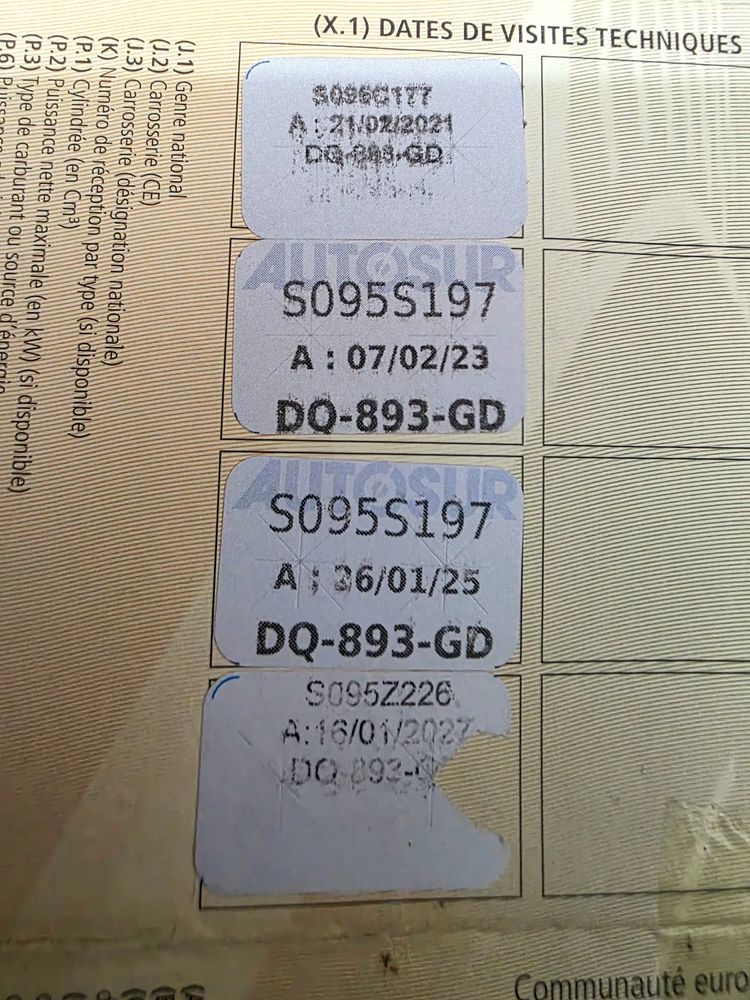 (X.1) DATES DE VISITES TECHNIQUES
A : 21/02/2021
DQ-893-GD
AUTOSUR
S095S197
A : 07/02/23
DQ-893-GD
AUTOSUR
S095S197
A : 26/01/25
DQ-893-GD
S095Z226
A:16/01/2027
DQ-893-G
(J.1) Genre national
(J.2) Carrosserie (CE)
(J.3) Carrosserie (désignation nationale)
(K) Numéro de réception par type (si disponible)
(P.1) Cylindrée (en Cm³)
(P.2) Puissance nette maximale (en kW) (si disponible)
(P.3) Type de carburant ou source d'énergie
(P.6)
Communauté euro